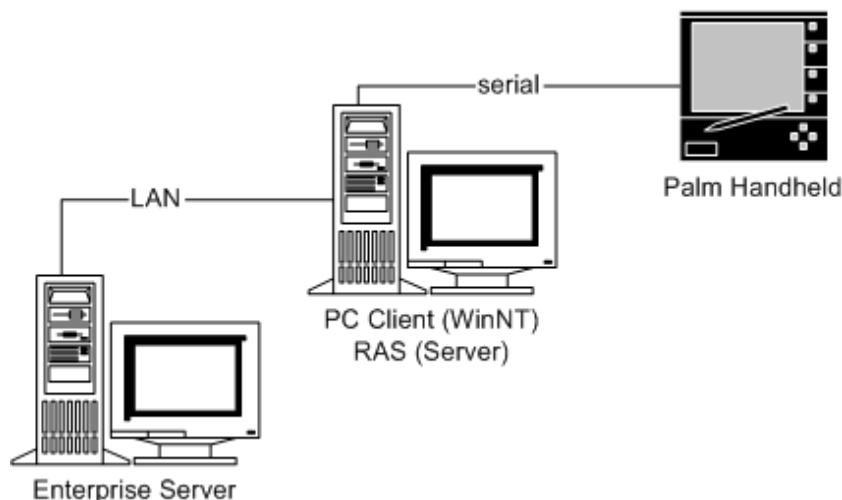 serial
Palm Handheld
LAN
PC Client (WinNT)
RAS (Server)
Enterprise Server